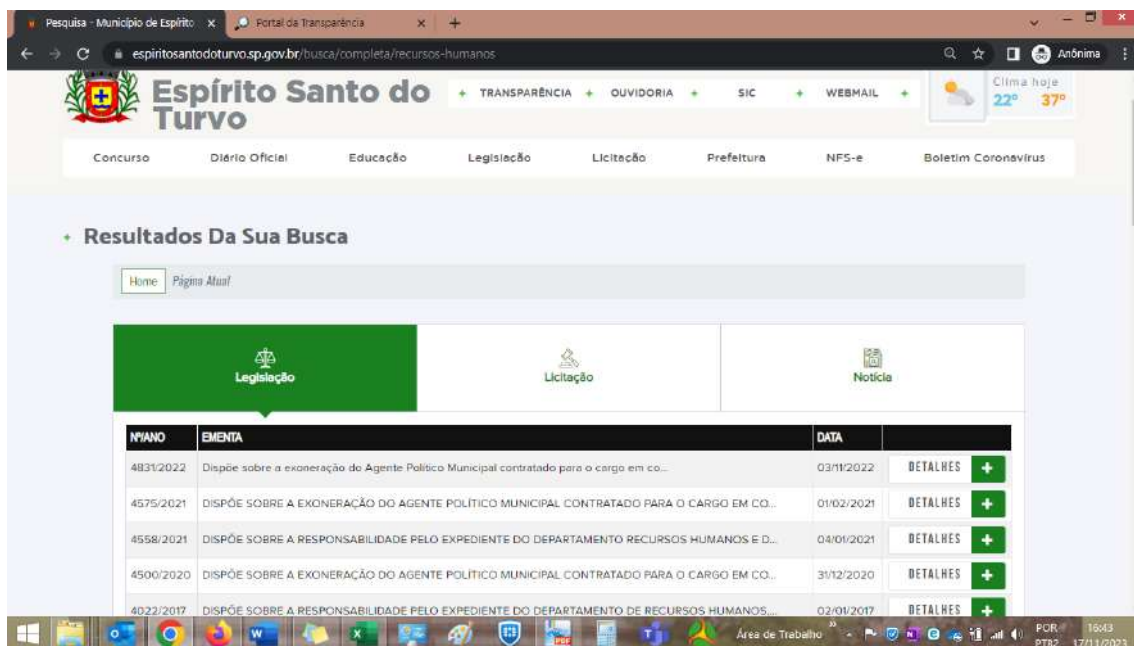 Pesquisa - Município de Espírito
Portal da Transparência
espiritosantodoturvo.sp.gov.br/busca/completa/recursos-humanos
Anônima
Espírito Santo do Turvo
TRANSPARÊNCIA
OUVIDORIA
SIC
WEBMAIL
Clima hoje
22º 37º
Concurso Diário Oficial Educação Legislação Licitação Prefeitura NFS-e Boletim Coronavírus
Resultados Da Sua Busca
Home Página Atual
Legislação
Licitação
Notícia
Nº/ANO EMENTA DATA
4831/2022 Dispõe sobre a exoneração do Agente Político Municipal contratado para o cargo em co... 03/11/2022 DETALHES +
4575/2021 DISPÕE SOBRE A EXONERAÇÃO DO AGENTE POLÍTICO MUNICIPAL CONTRATADO PARA O CARGO EM CO... 01/02/2021 DETALHES +
4558/2021 DISPÕE SOBRE A RESPONSABILIDADE PELO EXPEDIENTE DO DEPARTAMENTO RECURSOS HUMANOS E D... 04/01/2021 DETALHES +
4500/2020 DISPÕE SOBRE A EXONERAÇÃO DO AGENTE POLÍTICO MUNICIPAL CONTRATADO PARA O CARGO EM CO... 31/12/2020 DETALHES +
4022/2017 DISPÕE SOBRE A RESPONSABILIDADE PELO EXPEDIENTE DO DEPARTAMENTO DE RECURSOS HUMANOS,... 02/01/2017 DETALHES +
Área de Trabalho
POR 16:43
PTB2 17/11/2023